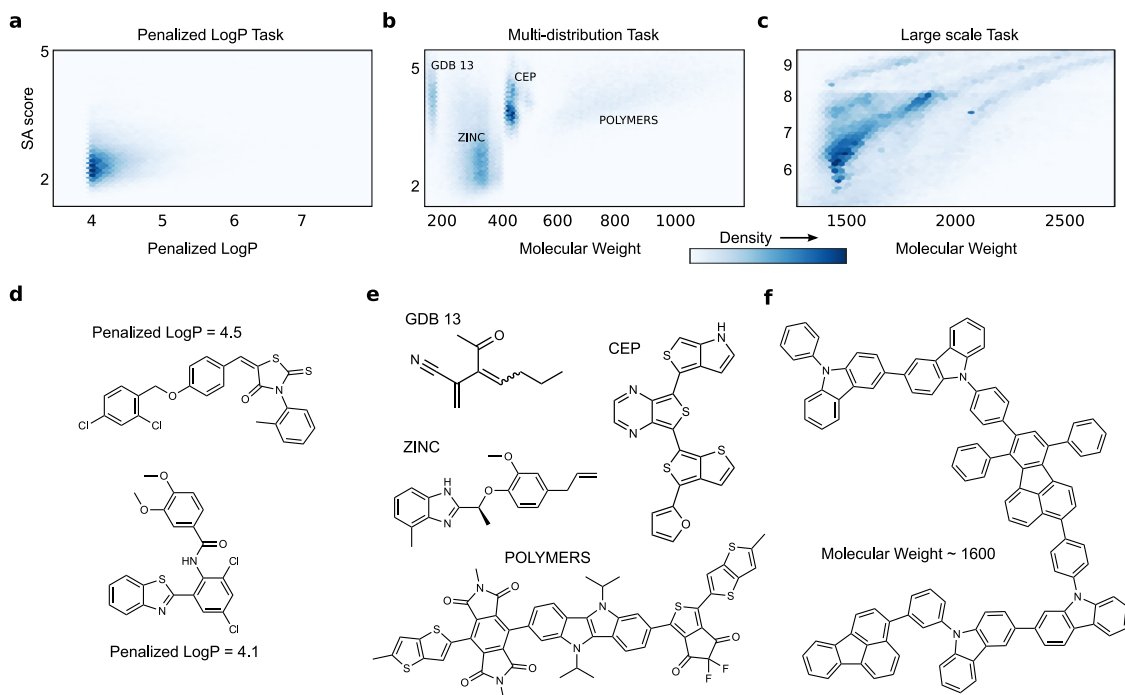 a
Penalized LogP Task
5
2
SA score
4 5 6 7
Penalized LogP
b
Multi-distribution Task
5
2
GDB 13
CEP
ZINC
POLYMERS
200 400 600 800 1000
Molecular Weight
c
Large scale Task
9
8
7
6
1500 2000 2500
Molecular Weight
Density
d
Penalized LogP = 4.5
S
S
O
N
O
Cl
Cl
O
O
O
NH
Cl
S
N
Cl
Penalized LogP = 4.1
e
GDB 13
O
N
CEP
H
N
S
N
N
S
S
S
O
ZINC
O
H
N
O
N
POLYMERS
N
O
O
S
S
O
O
N
N
N
S
S
S
O
O
F
F
f
N
N
Molecular Weight ~ 1600
N
N